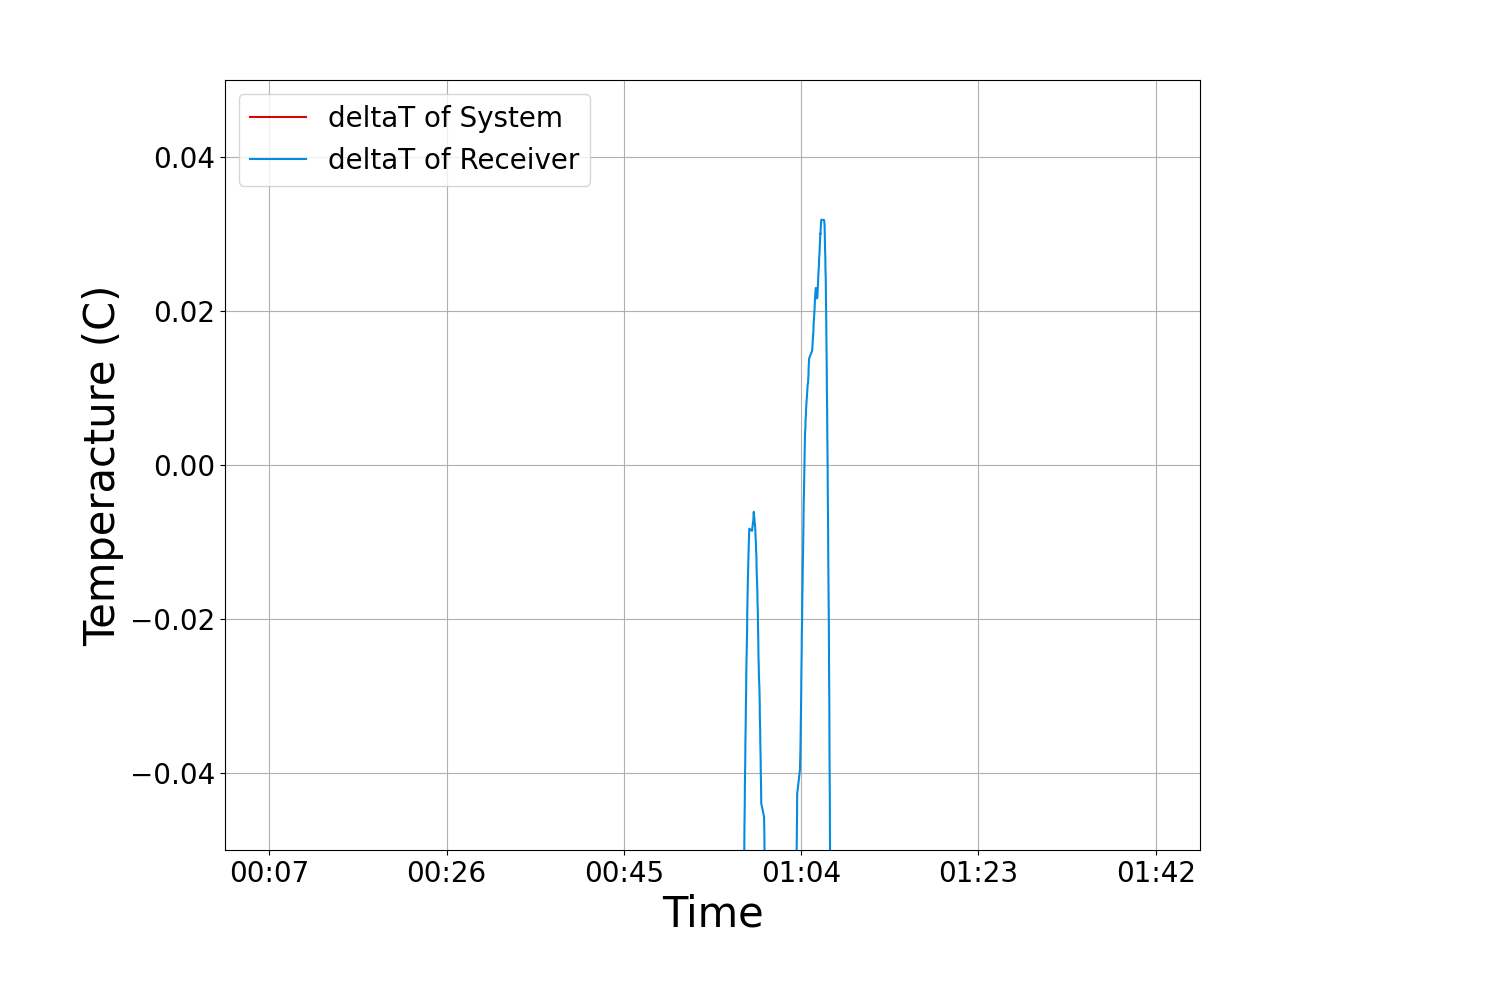 deltaT of System
deltaT of Receiver
0.04
0.02
0.00
−0.02
−0.04
Temperacture (C)
00:07 00:26 00:45 01:04 01:23 01:42
Time